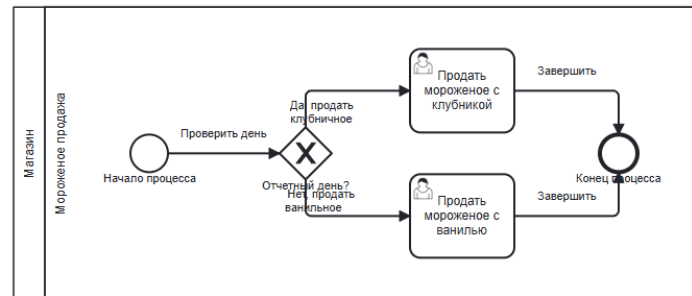 Магазин
Мороженое продажа
Начало процесса
Проверить день
Отчетный день?
Да, продать
клубничное
Продать
мороженое с
клубникой
Завершить
Нет, продать
ванильное
Продать
мороженое с
ванилью
Завершить
Конец процесса